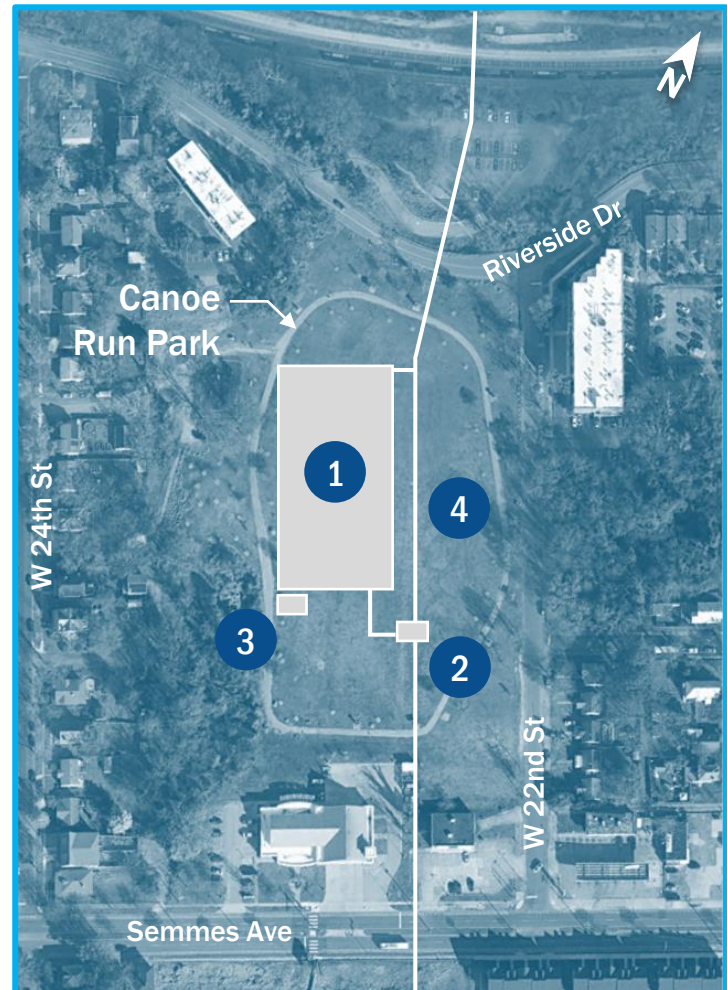 N
Riverside Dr
Canoe
Run Park
1
W 24th St
4
3
2
W 22nd St
Semmes Ave